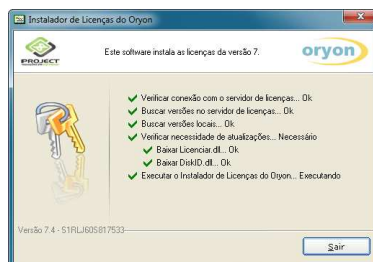 Instalador de Licenças do Oryon
PROJECT
Este software instala as licenças da versão 7.
oryon
Verificar conexão com o servidor de licenças... Ok
Buscar versões no servidor de licenças... Ok
Buscar versões locais... Ok
Verificar necessidade de atualizações... Necessário
Baixar Licenciar.dll... Ok
Baixar DiskID.dll... Ok
Executar o Instalador de Licenças do Oryon... Executando
Versão 7.4 - S1RLJ60S817533
Sair